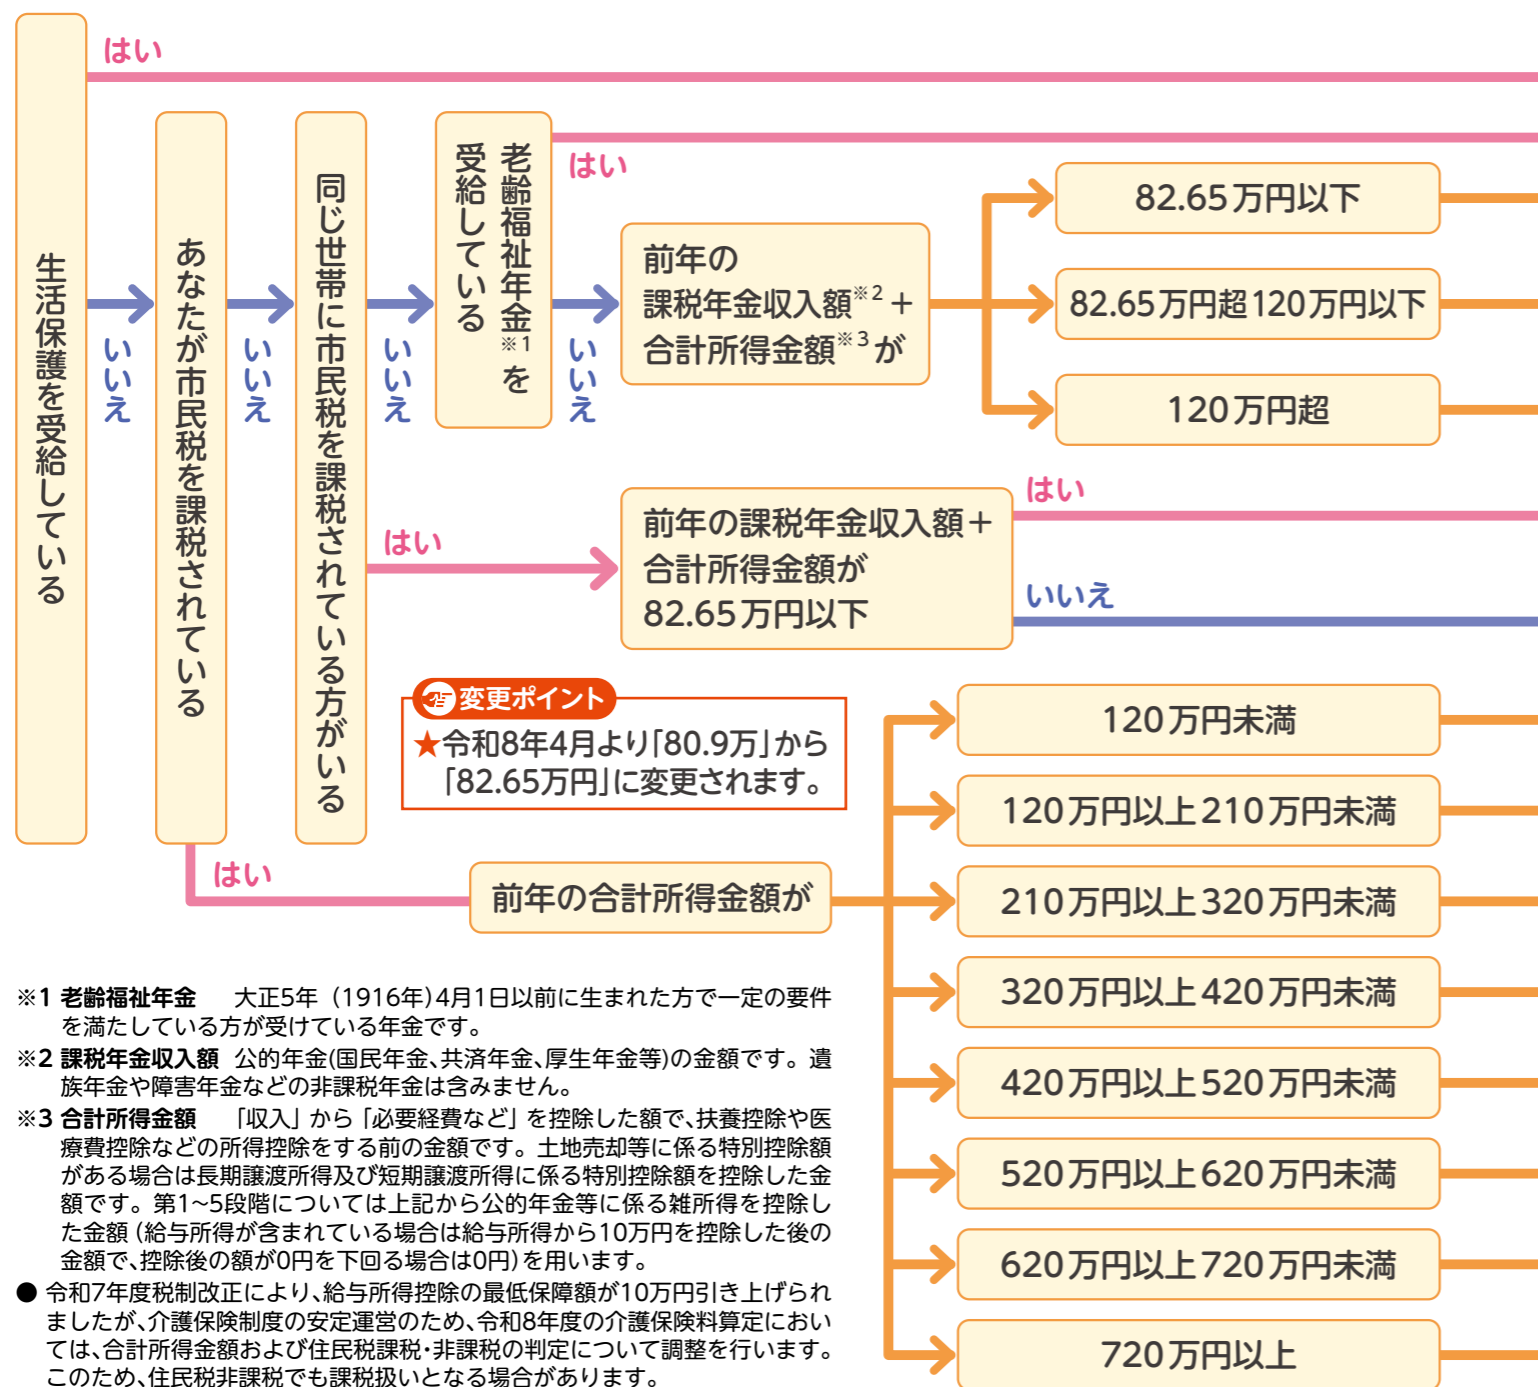 生活保護を受給している
はい
いいえ
あなたが市民税を課税されている
いいえ
はい
同じ世帯に市民税を課税されている方がいる
いいえ
はい
老齢福祉年金※1を
受給している
はい
いいえ
前年の
課税年金収入額※2+
合計所得金額※3が
82.65万円以下
82.65万円超120万円以下
120万円超
前年の課税年金収入額+
合計所得金額が
82.65万円以下
はい
いいえ
変更ポイント
★令和8年4月より「80.9万」から
「82.65万円」に変更されます。
前年の合計所得金額が
120万円未満
120万円以上210万円未満
210万円以上320万円未満
320万円以上420万円未満
420万円以上520万円未満
520万円以上620万円未満
620万円以上720万円未満
720万円以上
※1 老齢福祉年金 大正5年(1916年)4月1日以前に生まれた方で一定の要件
を満たしている方が受けている年金です。
※2 課税年金収入額 公的年金(国民年金、共済年金、厚生年金等)の金額です。遺
族年金や障害年金などの非課税年金は含みません。
※3 合計所得金額 「収入」から「必要経費など」を控除した額で、扶養控除や医
療費控除などの所得控除をする前の金額です。土地売却等に係る特別控除額
がある場合は長期譲渡所得及び短期譲渡所得に係る特別控除額を控除した金
額です。第1~5段階については上記から公的年金等に係る雑所得を控除し
た金額(給与所得が含まれている場合は給与所得から10万円を控除した後の
金額で、控除後の額が0円を下回る場合は0円)を用います。
● 令和7年度税制改正により、給与所得控除の最低保障額が10万円引き上げられ
ましたが、介護保険制度の安定運営のため、令和8年度の介護保険料算定におい
ては、合計所得金額および住民税課税・非課税の判定について調整を行います。
このため、住民税非課税でも課税扱いとなる場合があります。